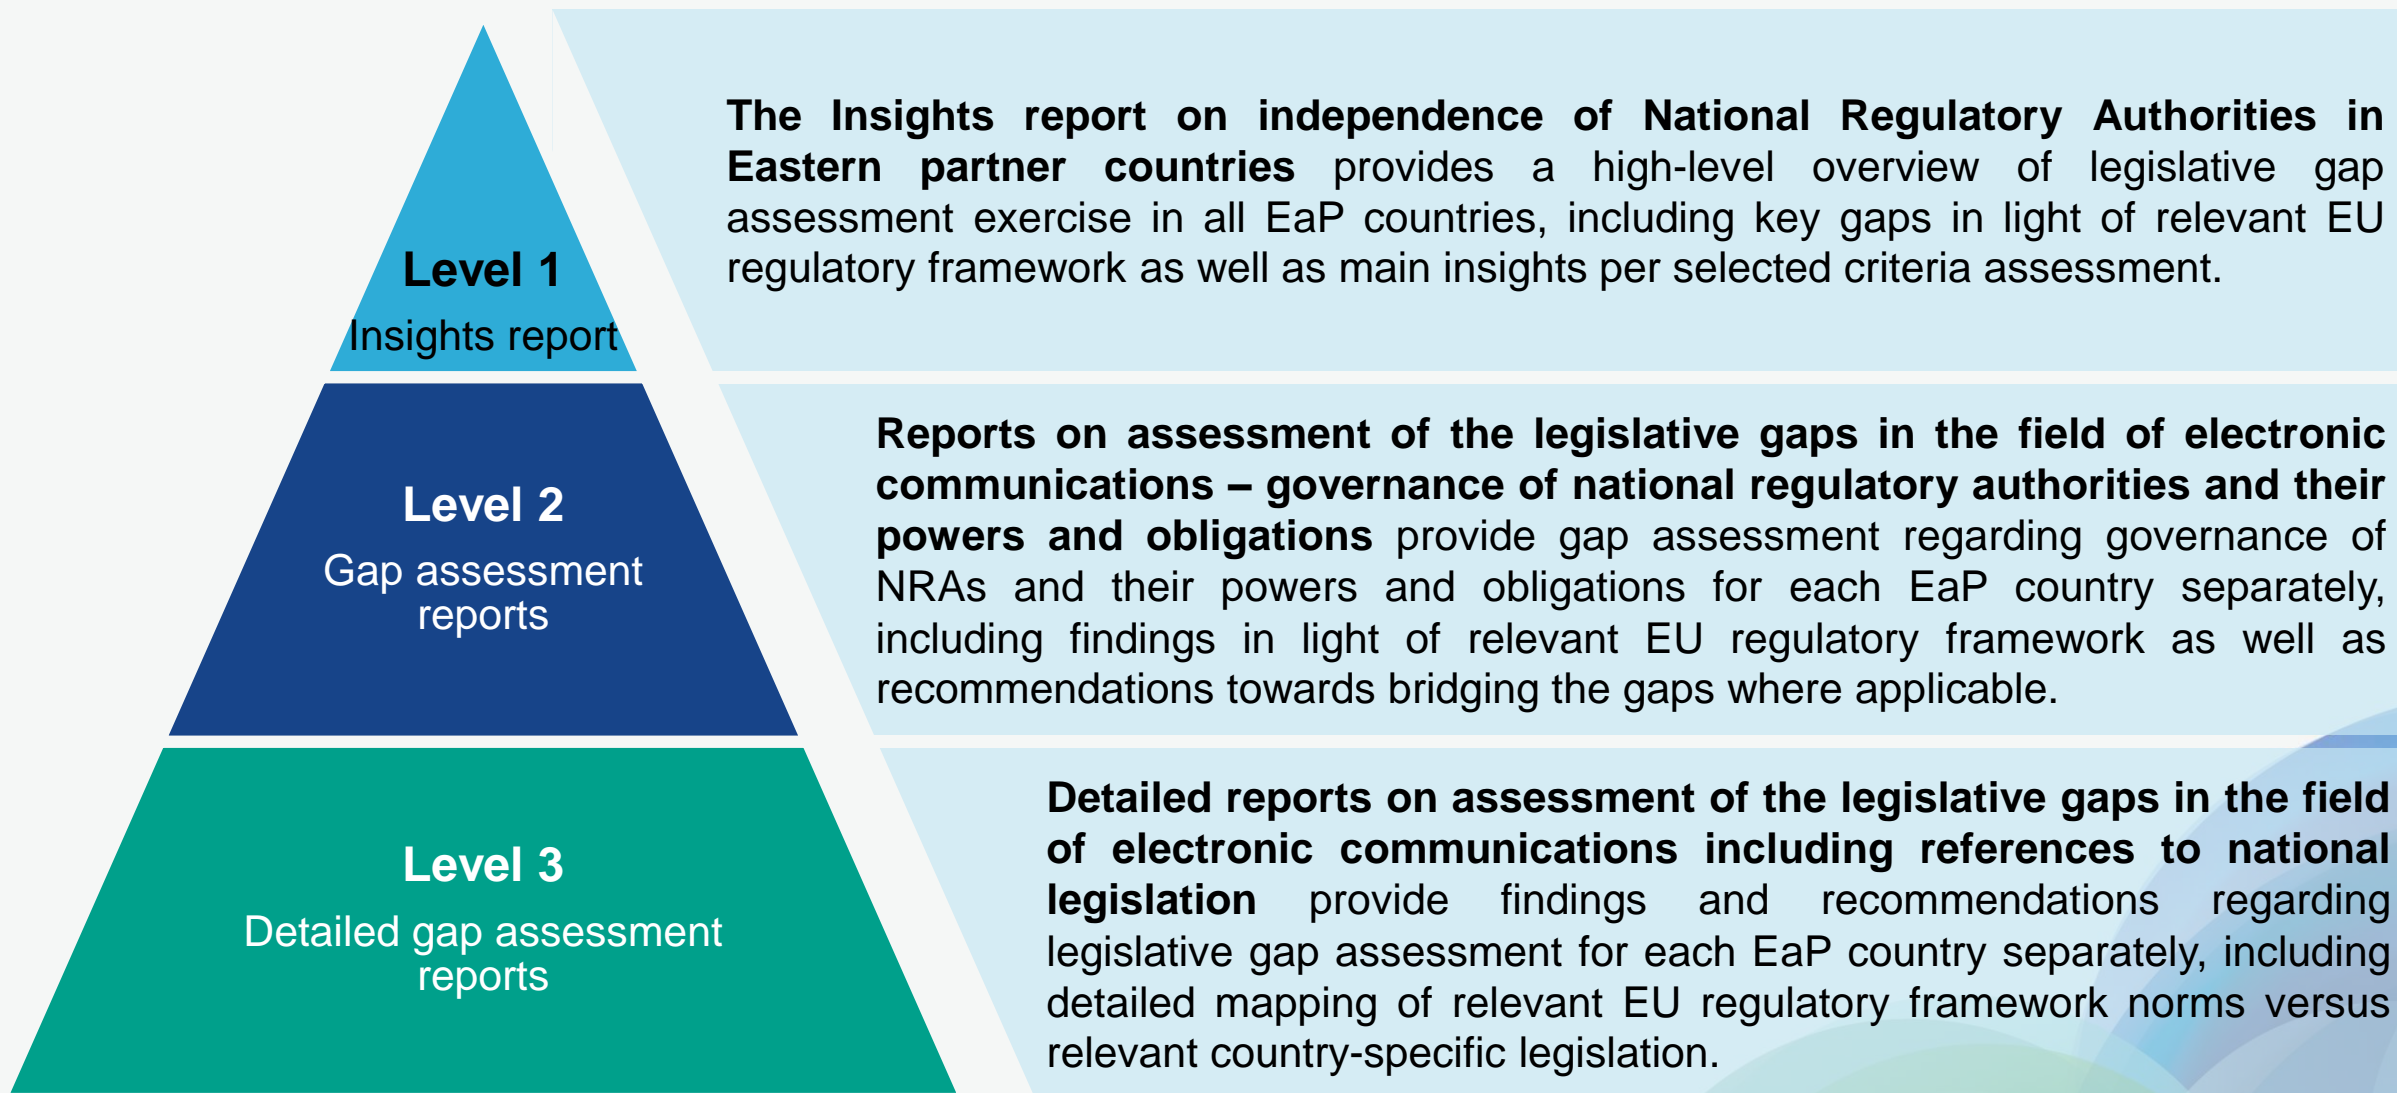 Level 1
Insights report
The Insights report on independence of National Regulatory Authorities in
Eastern partner countries provides a high-level overview of legislative gap
assessment exercise in all EaP countries, including key gaps in light of relevant EU
regulatory framework as well as main insights per selected criteria assessment.
Level 2
Gap assessment
reports
Reports on assessment of the legislative gaps in the field of electronic
communications – governance of national regulatory authorities and their
powers and obligations provide gap assessment regarding governance of
NRAs and their powers and obligations for each EaP country separately,
including findings in light of relevant EU regulatory framework as well as
recommendations towards bridging the gaps where applicable.
Level 3
Detailed gap assessment
reports
Detailed reports on assessment of the legislative gaps in the field
of electronic communications including references to national
legislation provide findings and recommendations regarding
legislative gap assessment for each EaP country separately, including
detailed mapping of relevant EU regulatory framework norms versus
relevant country-specific legislation.